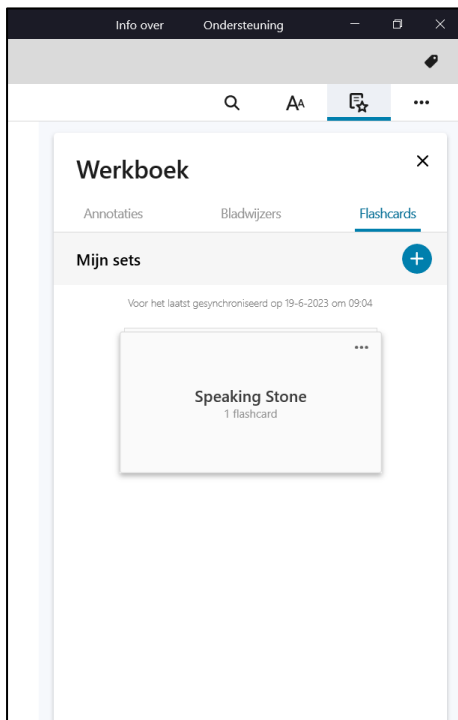 Info over Ondersteuning
AA
Werkboek
Annotaties Bladwijzers Flashcards
Mijn sets
Voor het laatst gesynchroniseerd op 19-6-2023 om 09:04
Speaking Stone
1 flashcard